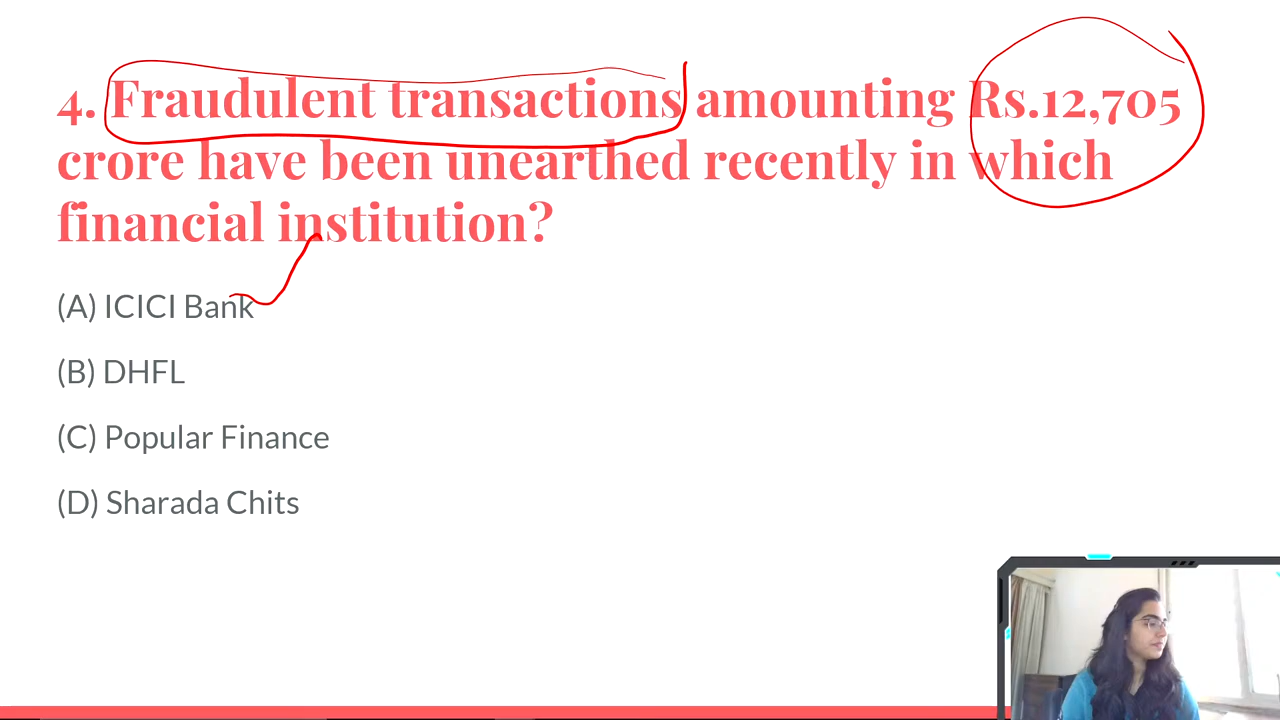 4. Fraudulent transactions amounting Rs.12,705
crore have been unearthed recently in which
financial institution?
(A) ICICI Bank
(B) DHFL
(C) Popular Finance
(D) Sharada Chits